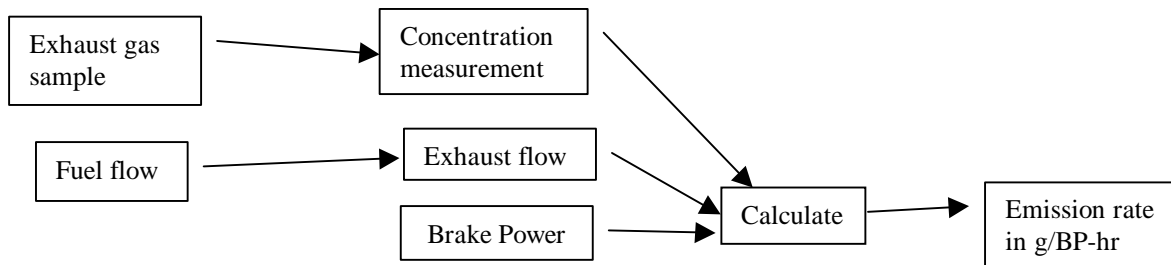 Exhaust gas
sample
Concentration
measurement
Fuel flow
Exhaust flow
Brake Power
Calculate
Emission rate
in g/BP-hr